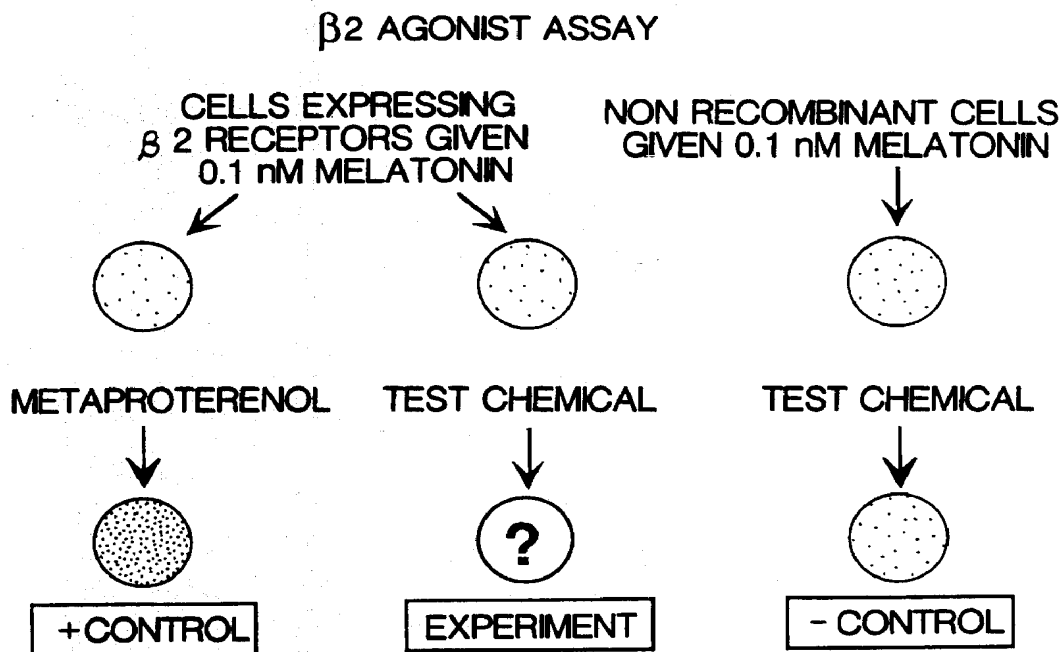 β2 AGONIST ASSAY
CELLS EXPRESSING
β 2 RECEPTORS GIVEN
0.1 nM MELATONIN
NON RECOMBINANT CELLS
GIVEN 0.1 nM MELATONIN
METAPROTERENOL
TEST CHEMICAL
TEST CHEMICAL
?
+CONTROL
EXPERIMENT
- CONTROL